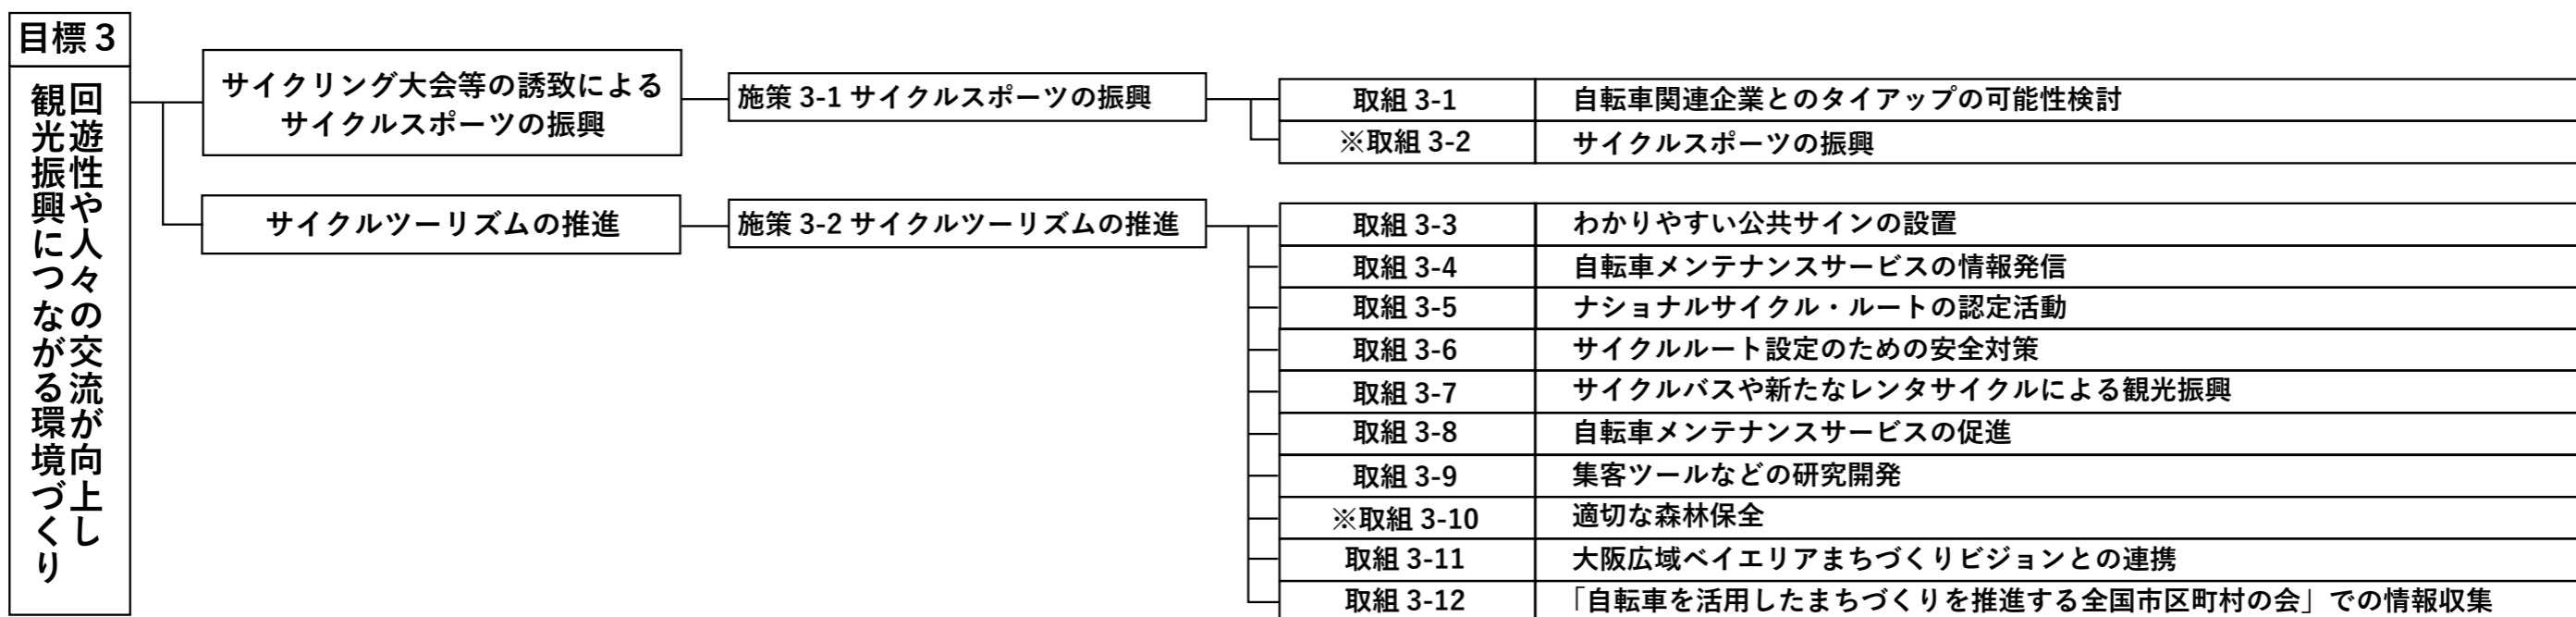 目標 3
回遊性や人々の交流が向上し
観光振興につながる環境づくり
サイクリング大会等の誘致による
サイクルスポーツの振興
施策 3-1 サイクルスポーツの振興
取組 3-1 自転車関連企業とのタイアップの可能性検討
※取組 3-2 サイクルスポーツの振興
サイクルツーリズムの推進
施策 3-2 サイクルツーリズムの推進
取組 3-3 わかりやすい公共サインの設置
取組 3-4 自転車メンテナンスサービスの情報発信
取組 3-5 ナショナルサイクル・ルートの認定活動
取組 3-6 サイクルルート設定のための安全対策
取組 3-7 サイクルバスや新たなレンタサイクルによる観光振興
取組 3-8 自転車メンテナンスサービスの促進
取組 3-9 集客ツールなどの研究開発
※取組 3-10 適切な森林保全
取組 3-11 大阪広域ベイエリアまちづくりビジョンとの連携
取組 3-12 「自転車を活用したまちづくりを推進する全国市区町村の会」での情報収集